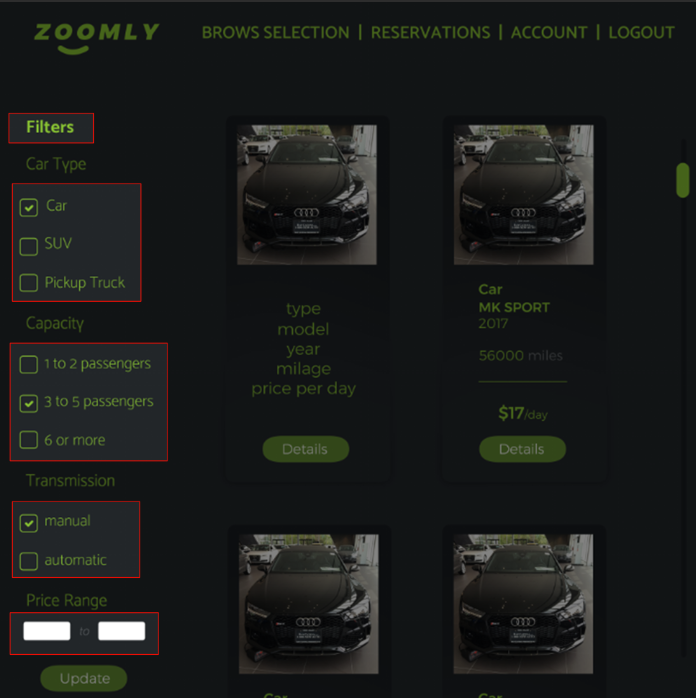 ZOOMLY
BROWS SELECTION | RESERVATIONS | ACCOUNT | LOGOUT
Filters
Car Type
Car
SUV
Pickup Truck
Capacity
1 to 2 passengers
3 to 5 passengers
6 or more
Transmission
manual
automatic
Price Range
to
Update
type
model
year
milage
price per day
Details
Car
MK SPORT
2017
56000 miles
$17/day
Details
Car
Car